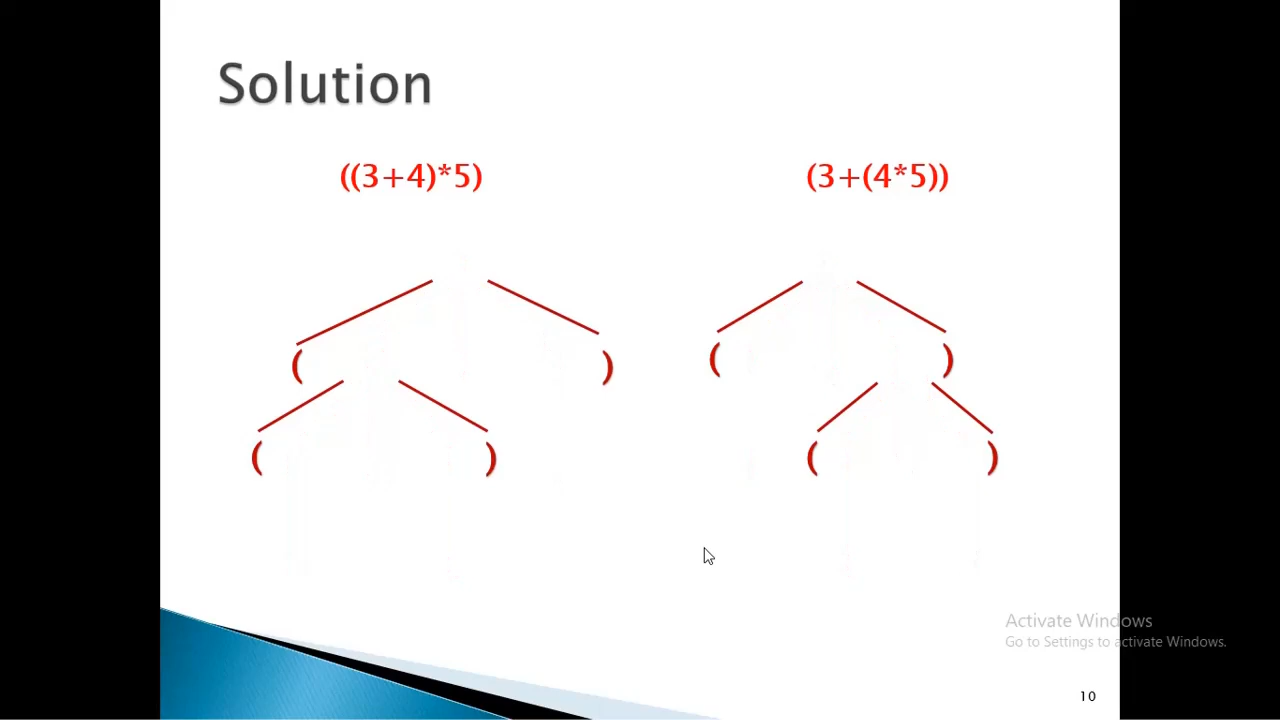 Solution
((3+4)*5) (3+(4*5))
( ) ( )
( ) ( )
Activate Windows
Go to Settings to activate Windows.
10